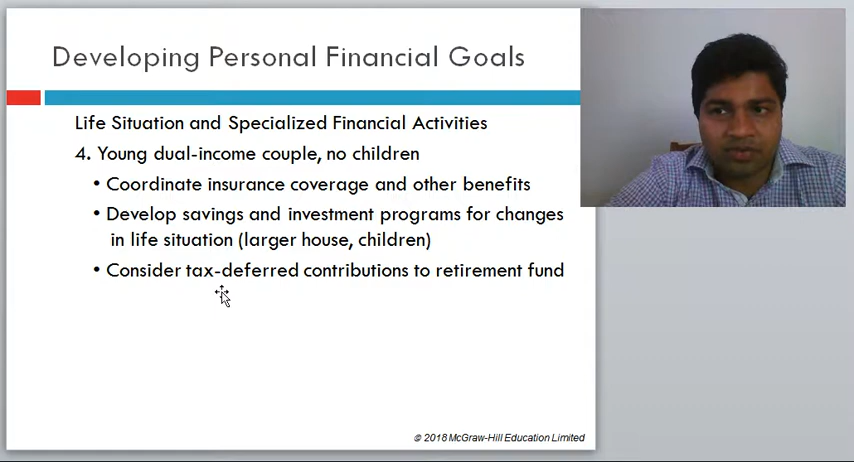 Developing Personal Financial Goals
Life Situation and Specialized Financial Activities
4. Young dual-income couple, no children
• Coordinate insurance coverage and other benefits
• Develop savings and investment programs for changes
in life situation (larger house, children)
• Consider tax-deferred contributions to retirement fund
© 2018 McGraw-Hill Education Limited